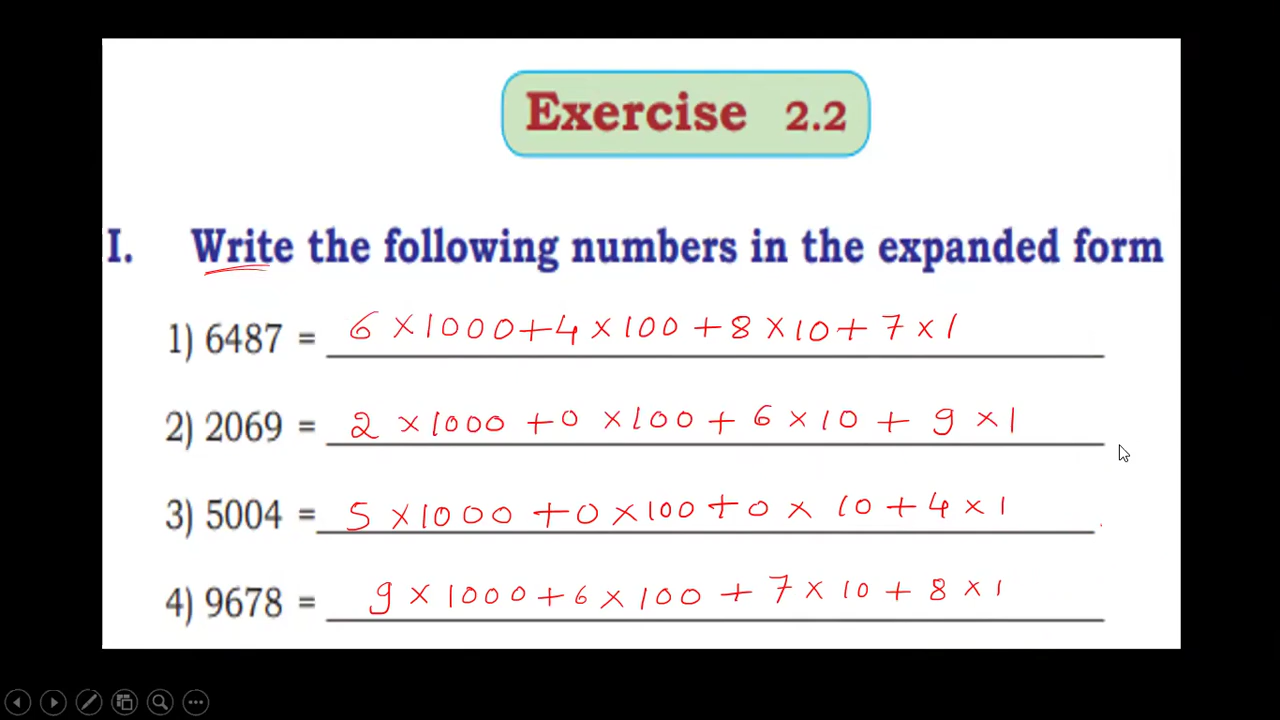 Exercise 2.2
I. Write the following numbers in the expanded form
1) 6487 = 6 × 1000 + 4 × 100 + 8 × 10 + 7 × 1
2) 2069 = 2 × 1000 + 0 × 100 + 6 × 10 + 9 × 1
3) 5004 = 5 × 1000 + 0 × 100 + 0 × 10 + 4 × 1
4) 9678 = 9 × 1000 + 6 × 100 + 7 × 10 + 8 × 1